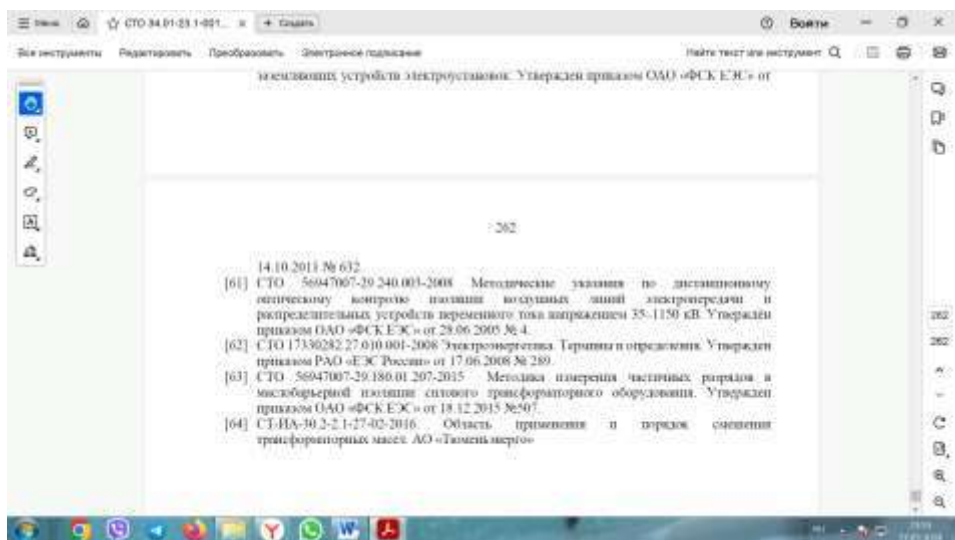 Меню СТО 34.01-23.1-001... × + Создать Войти
Все инструменты Редактировать Преобразовать Электронное подписание Найти текст или инструмент
заземляющих устройств электроустановок. Утвержден приказом ОАО «ФСК ЕЭС» от
262
14.10.2011 № 632
[61] СТО 56947007-29.240.003-2008 Методические указания по дистанционному
оптическому контролю изоляции воздушных линий электропередачи и
распределительных устройств переменного тока напряжением 35–1150 кВ. Утвержден
приказом ОАО «ФСК ЕЭС» от 28.06.2005 № 4.
[62] СТО 17330282.27.010.001-2008 Электроэнергетика. Термины и определения. Утвержден
приказом РАО «ЕЭС России» от 17.06.2008 № 289.
[63] СТО 56947007-29.180.01.207-2015 Методика измерения частичных разрядов в
маслобарьерной изоляции силового трансформаторного оборудования. Утвержден
приказом ОАО «ФСК ЕЭС» от 18.12.2015 №507.
[64] СТ-ИА-30.2-2.1-27-02-2016. Область применения и порядок смешения
трансформаторных масел. АО «Тюменьэнерго»
262
262